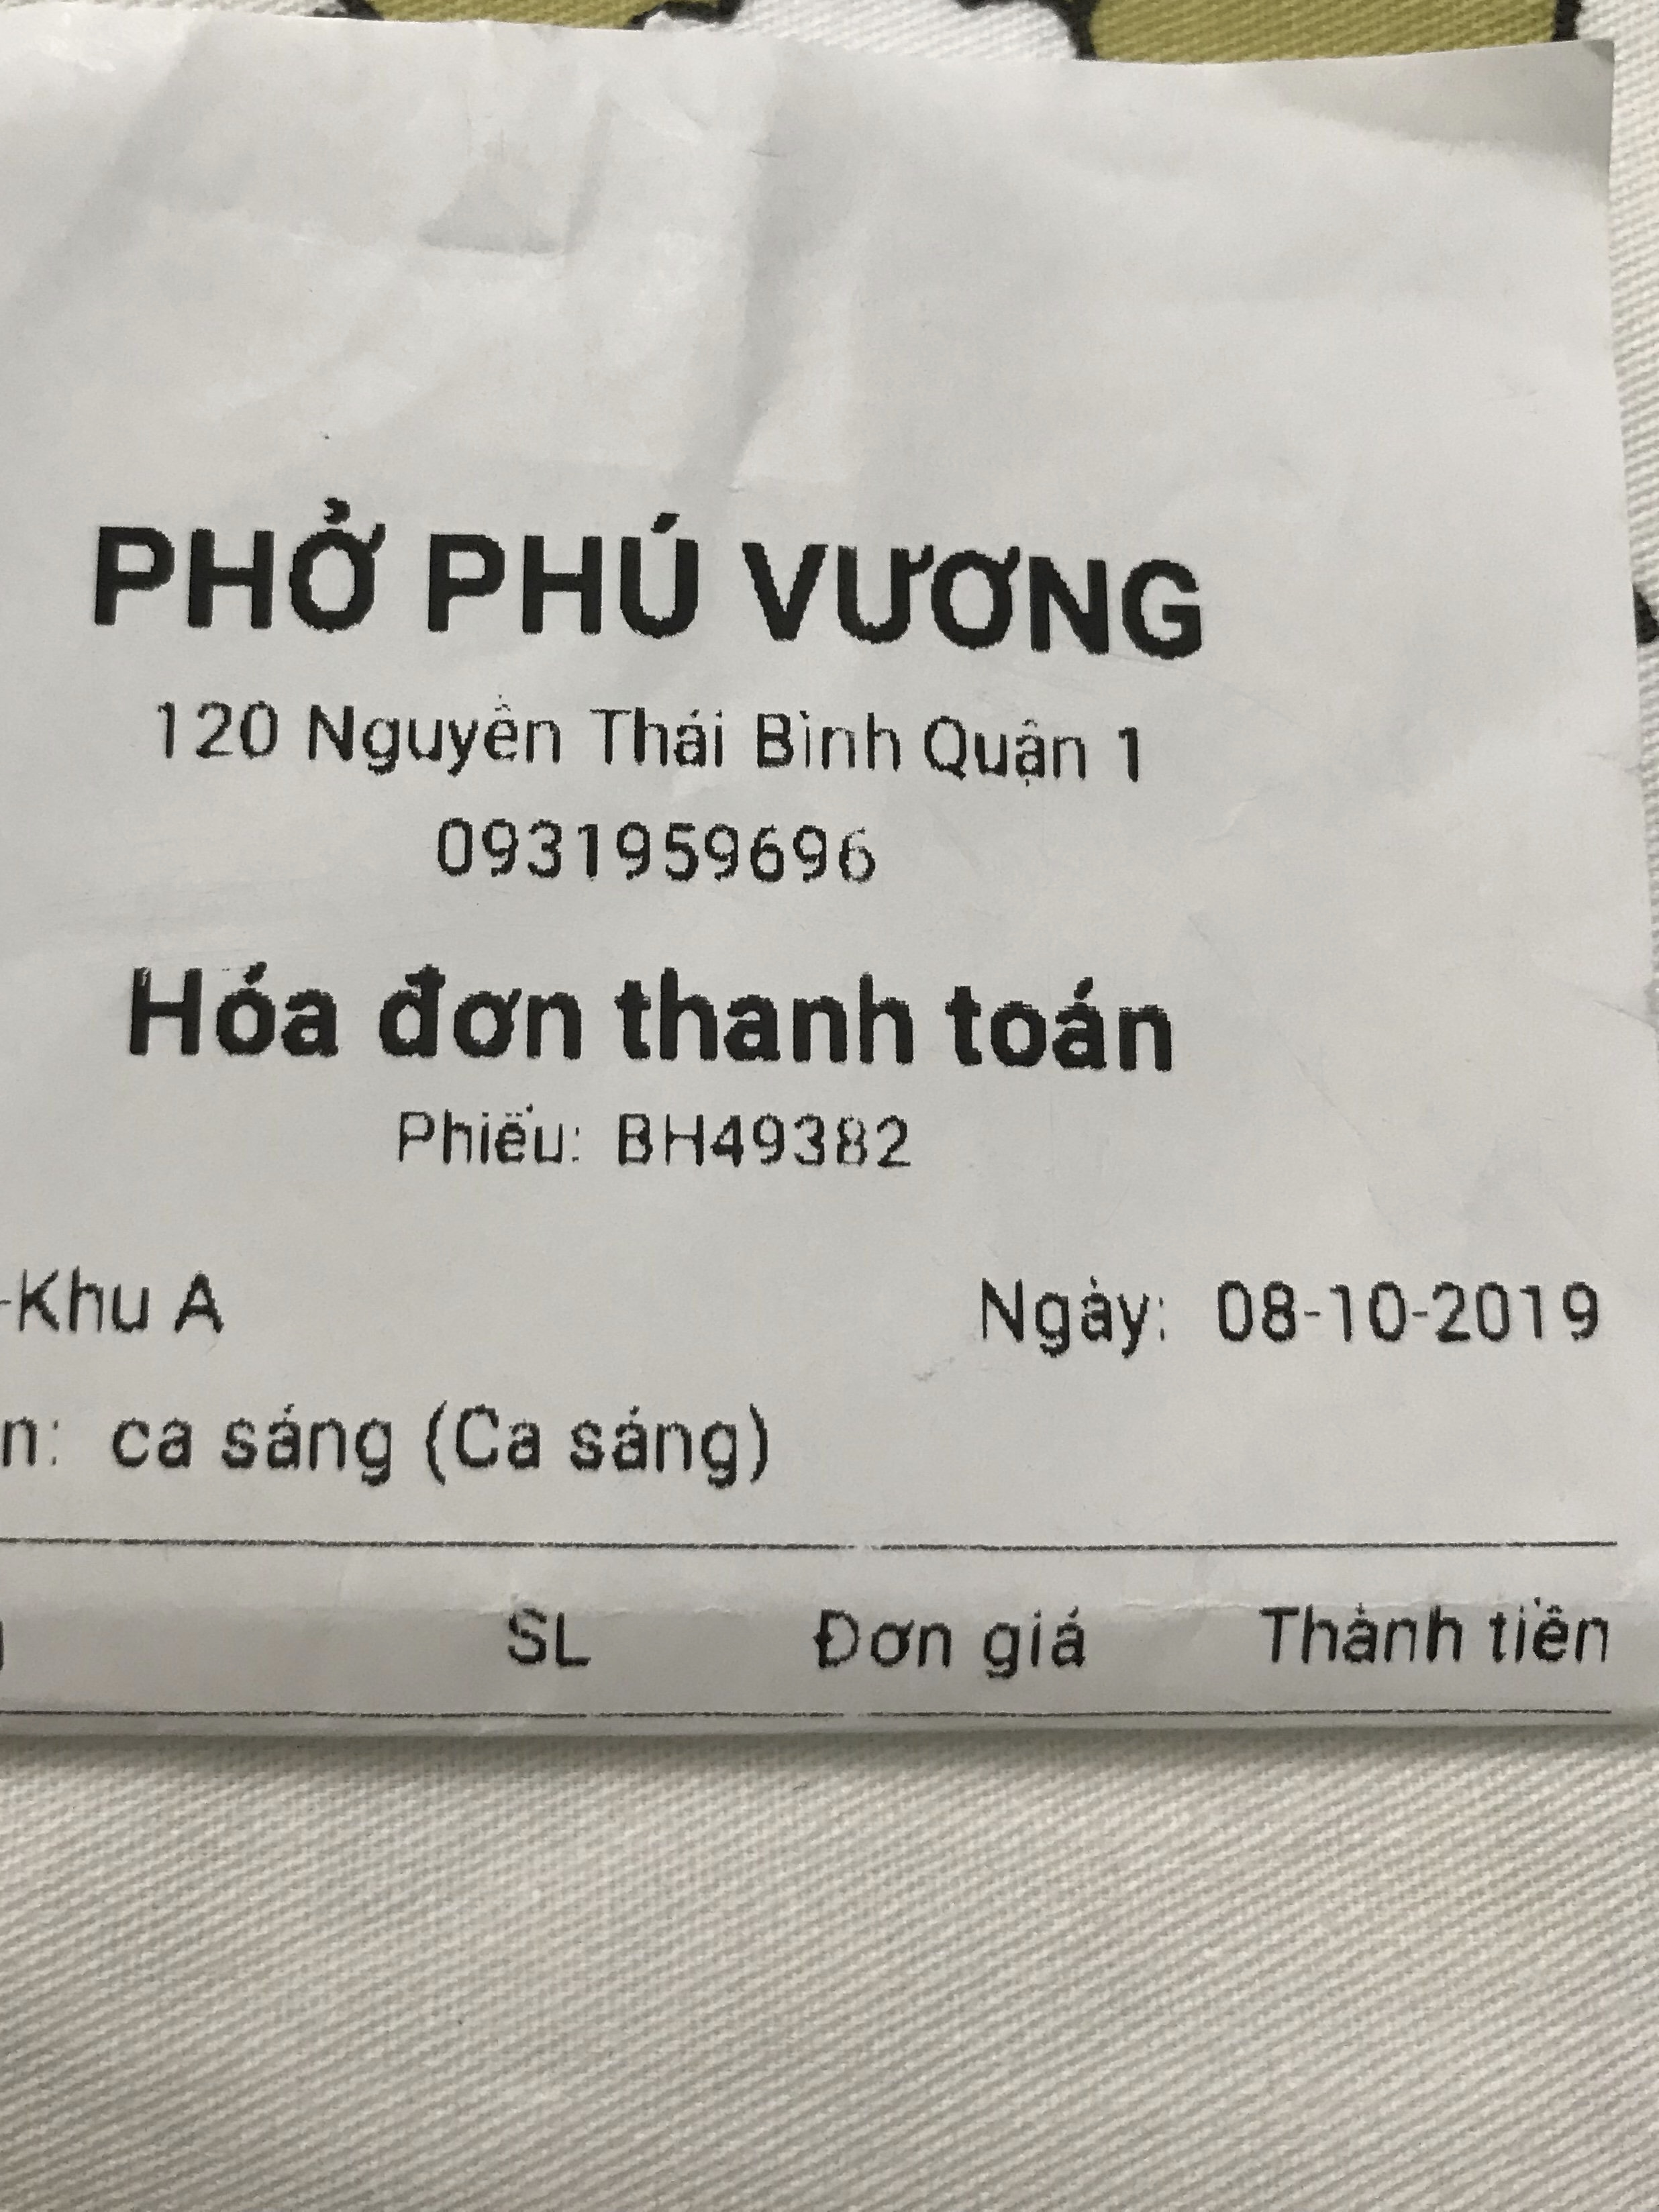 PHỞ PHÚ VƯƠNG
120 Nguyễn Thái Bình Quận 1
0931959696
Hóa đơn thanh toán
Phiếu: BH49382
-Khu A Ngày: 08-10-2019
n: ca sáng (Ca sáng)
SL Đơn giá Thành tiền